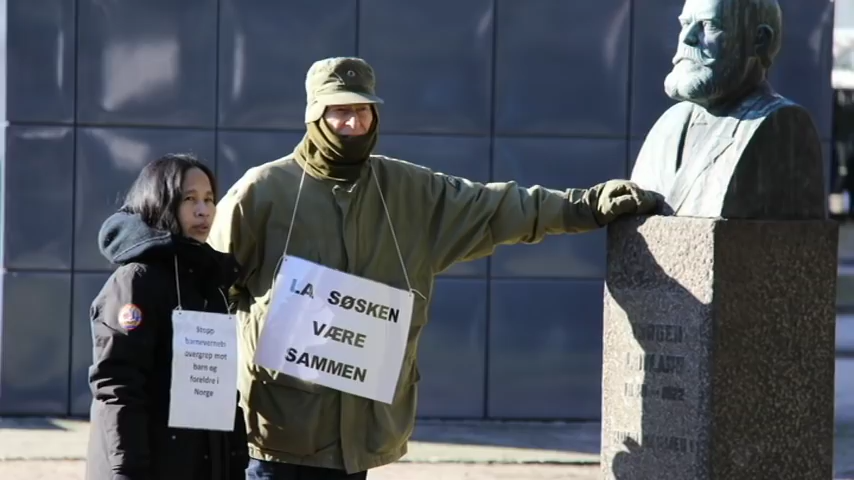 Stopp
barnevernets
overgrep mot
barn og
foreldre i
Norge
LA SØSKEN
VÆRE
SAMMEN